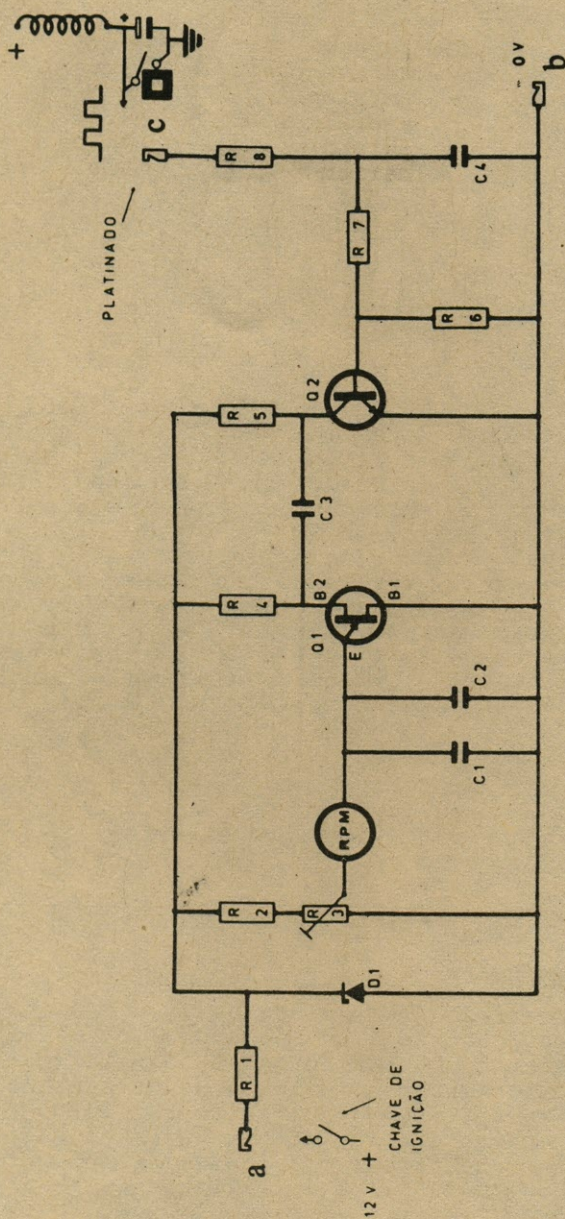 +
C
PLATINADO
R 8
R 7
C4
R 6
- 0V
b
R 5
Q2
C 3
R 4
B2
Q1
E
B1
C2
C1
RPM
R 2
R 3
D1
R 1
a
12 V +
CHAVE DE
IGNIÇÃO